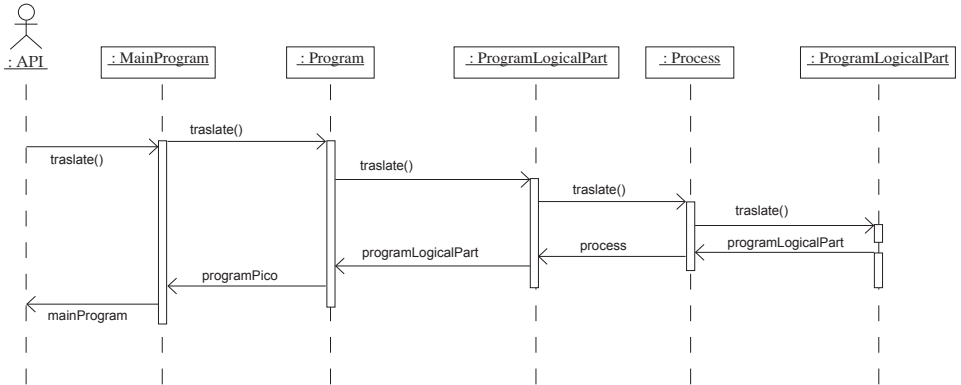 : API
: MainProgram
: Program
: ProgramLogicalPart
: Process
: ProgramLogicalPart
traslate()
traslate()
traslate()
traslate()
traslate()
programLogicalPart
process
programLogicalPart
programPico
mainProgram